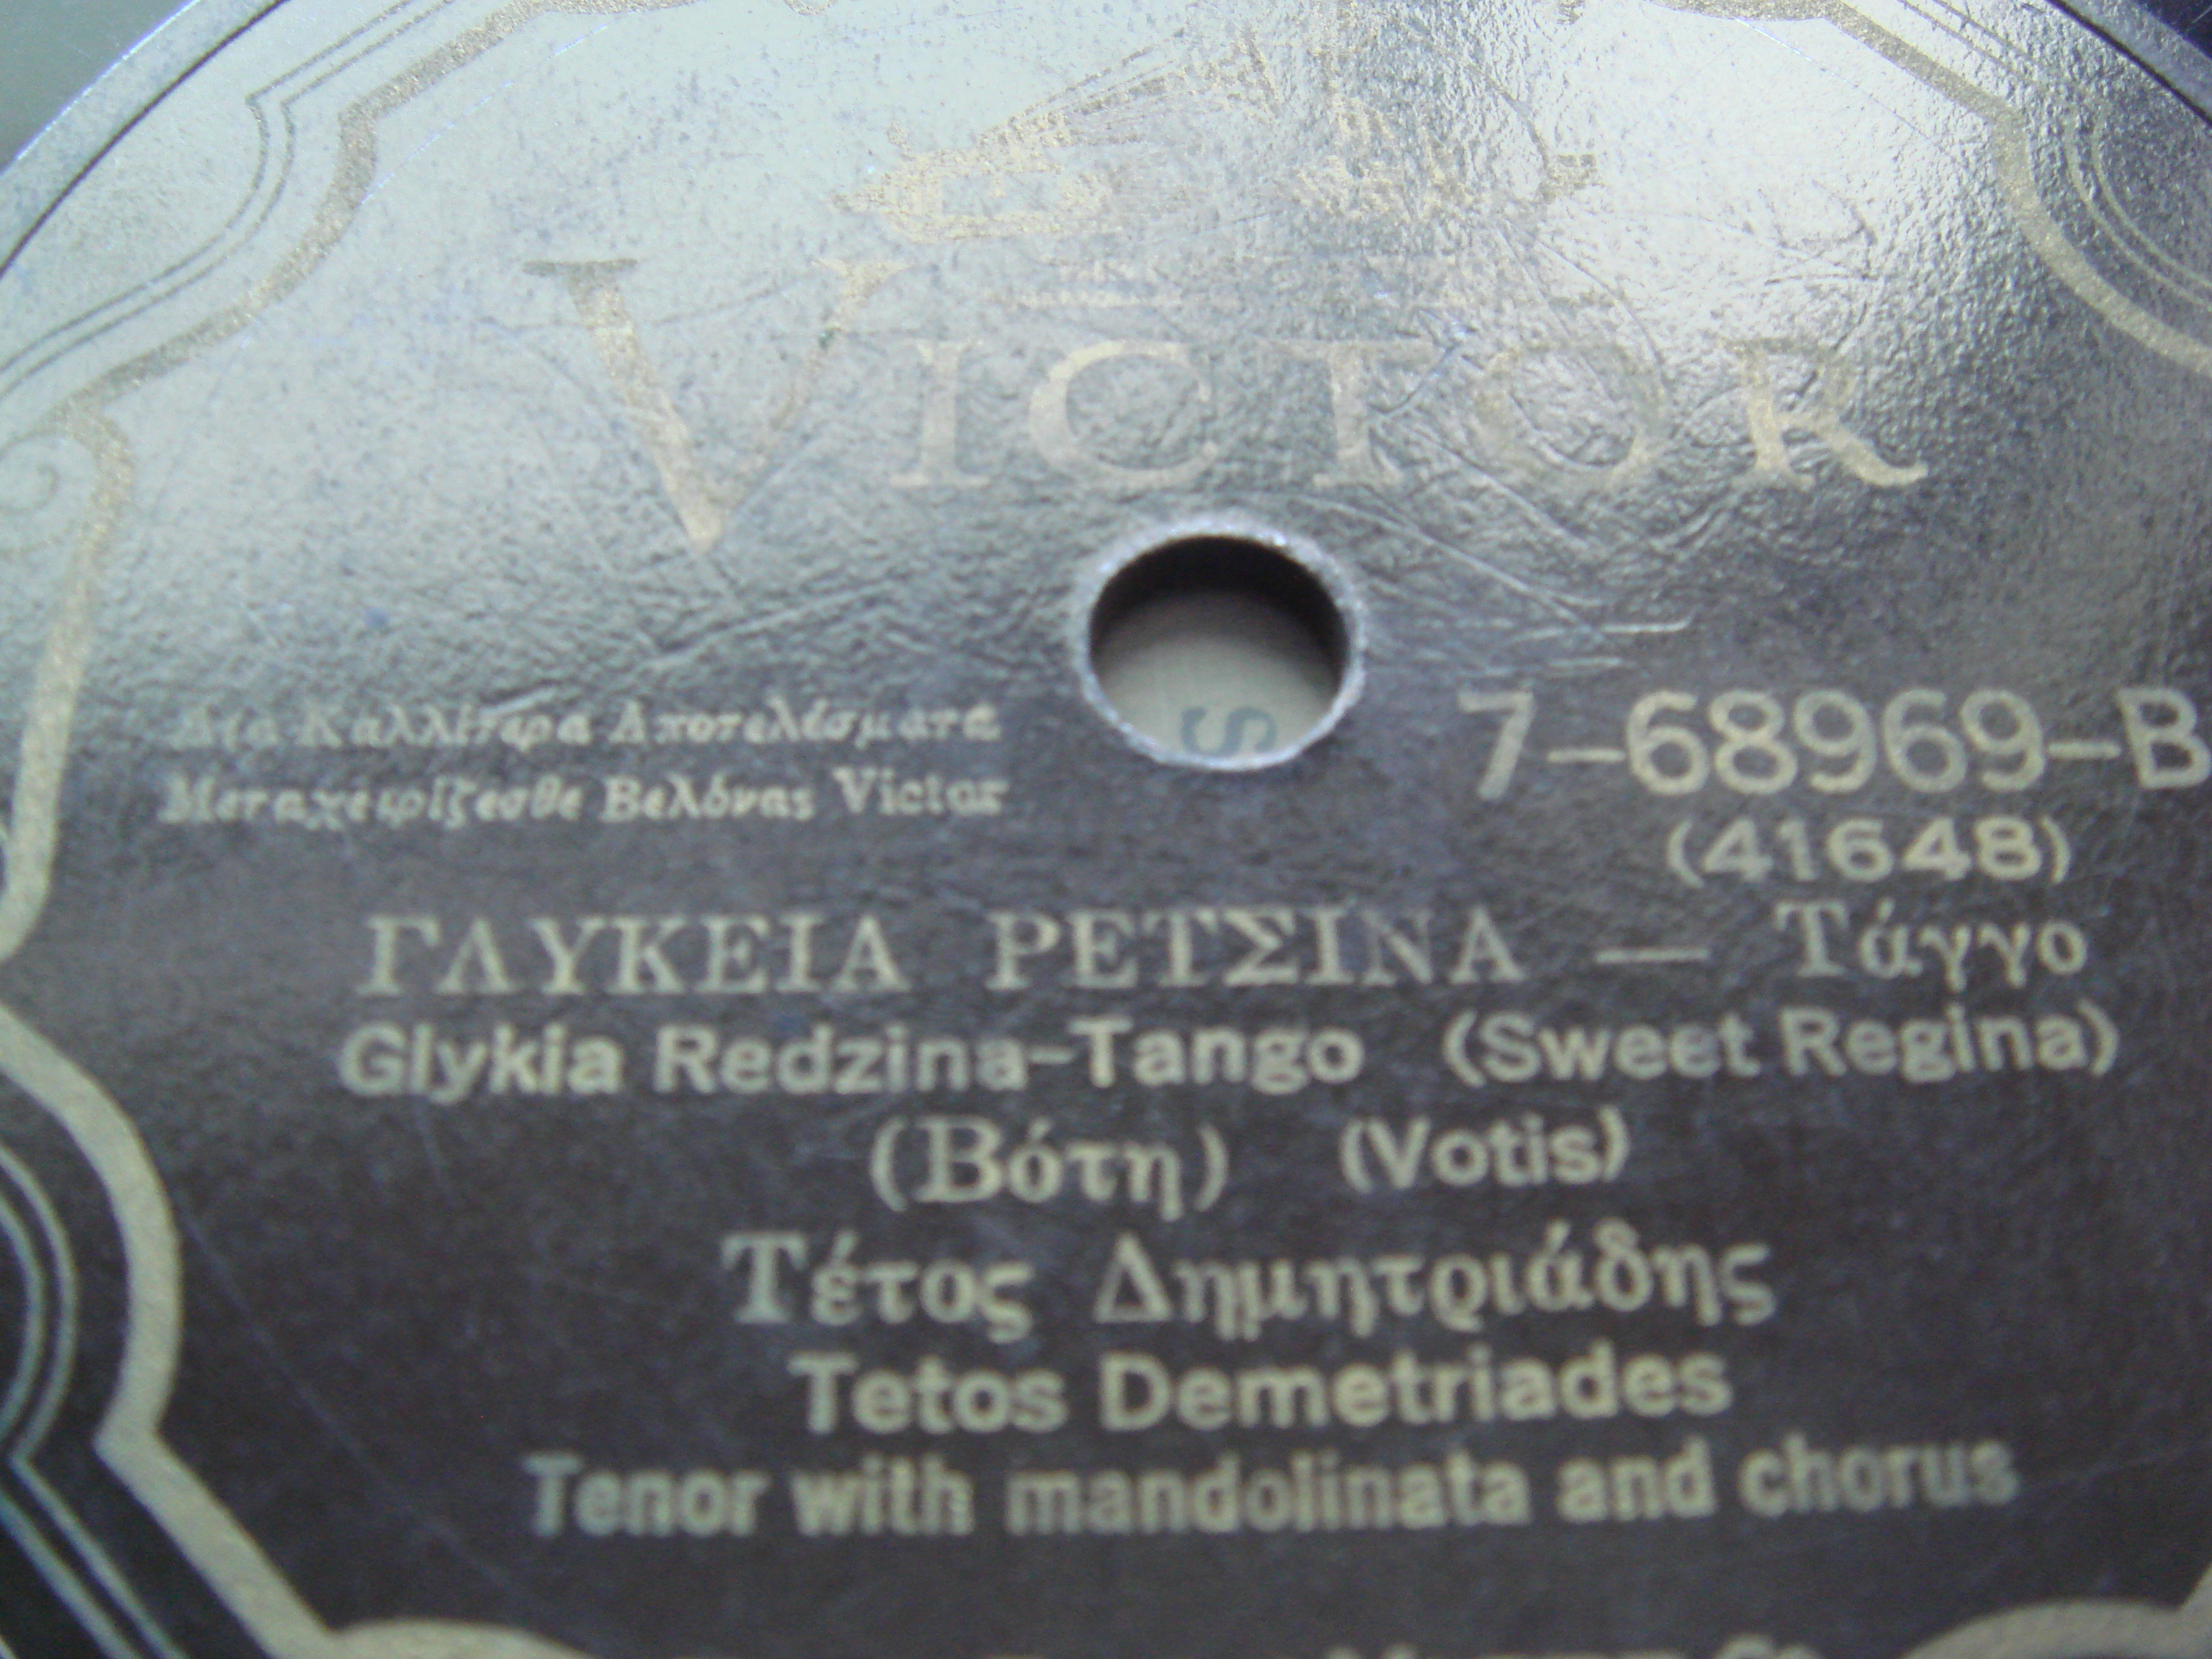 VICTOR
Δια Καλλίτερα Αποτελέσματα
Μεταχειρίζεσθε Βελόνας Victor
7-68969-B
(41648)
ΓΛΥΚΕΙΑ ΡΕΤΣΙΝΑ — Τάγγο
Glykia Redzina-Tango (Sweet Regina)
(Βότη) (Votis)
Τέτος Δημητριάδης
Tetos Demetriades
Tenor with mandolinata and chorus
S